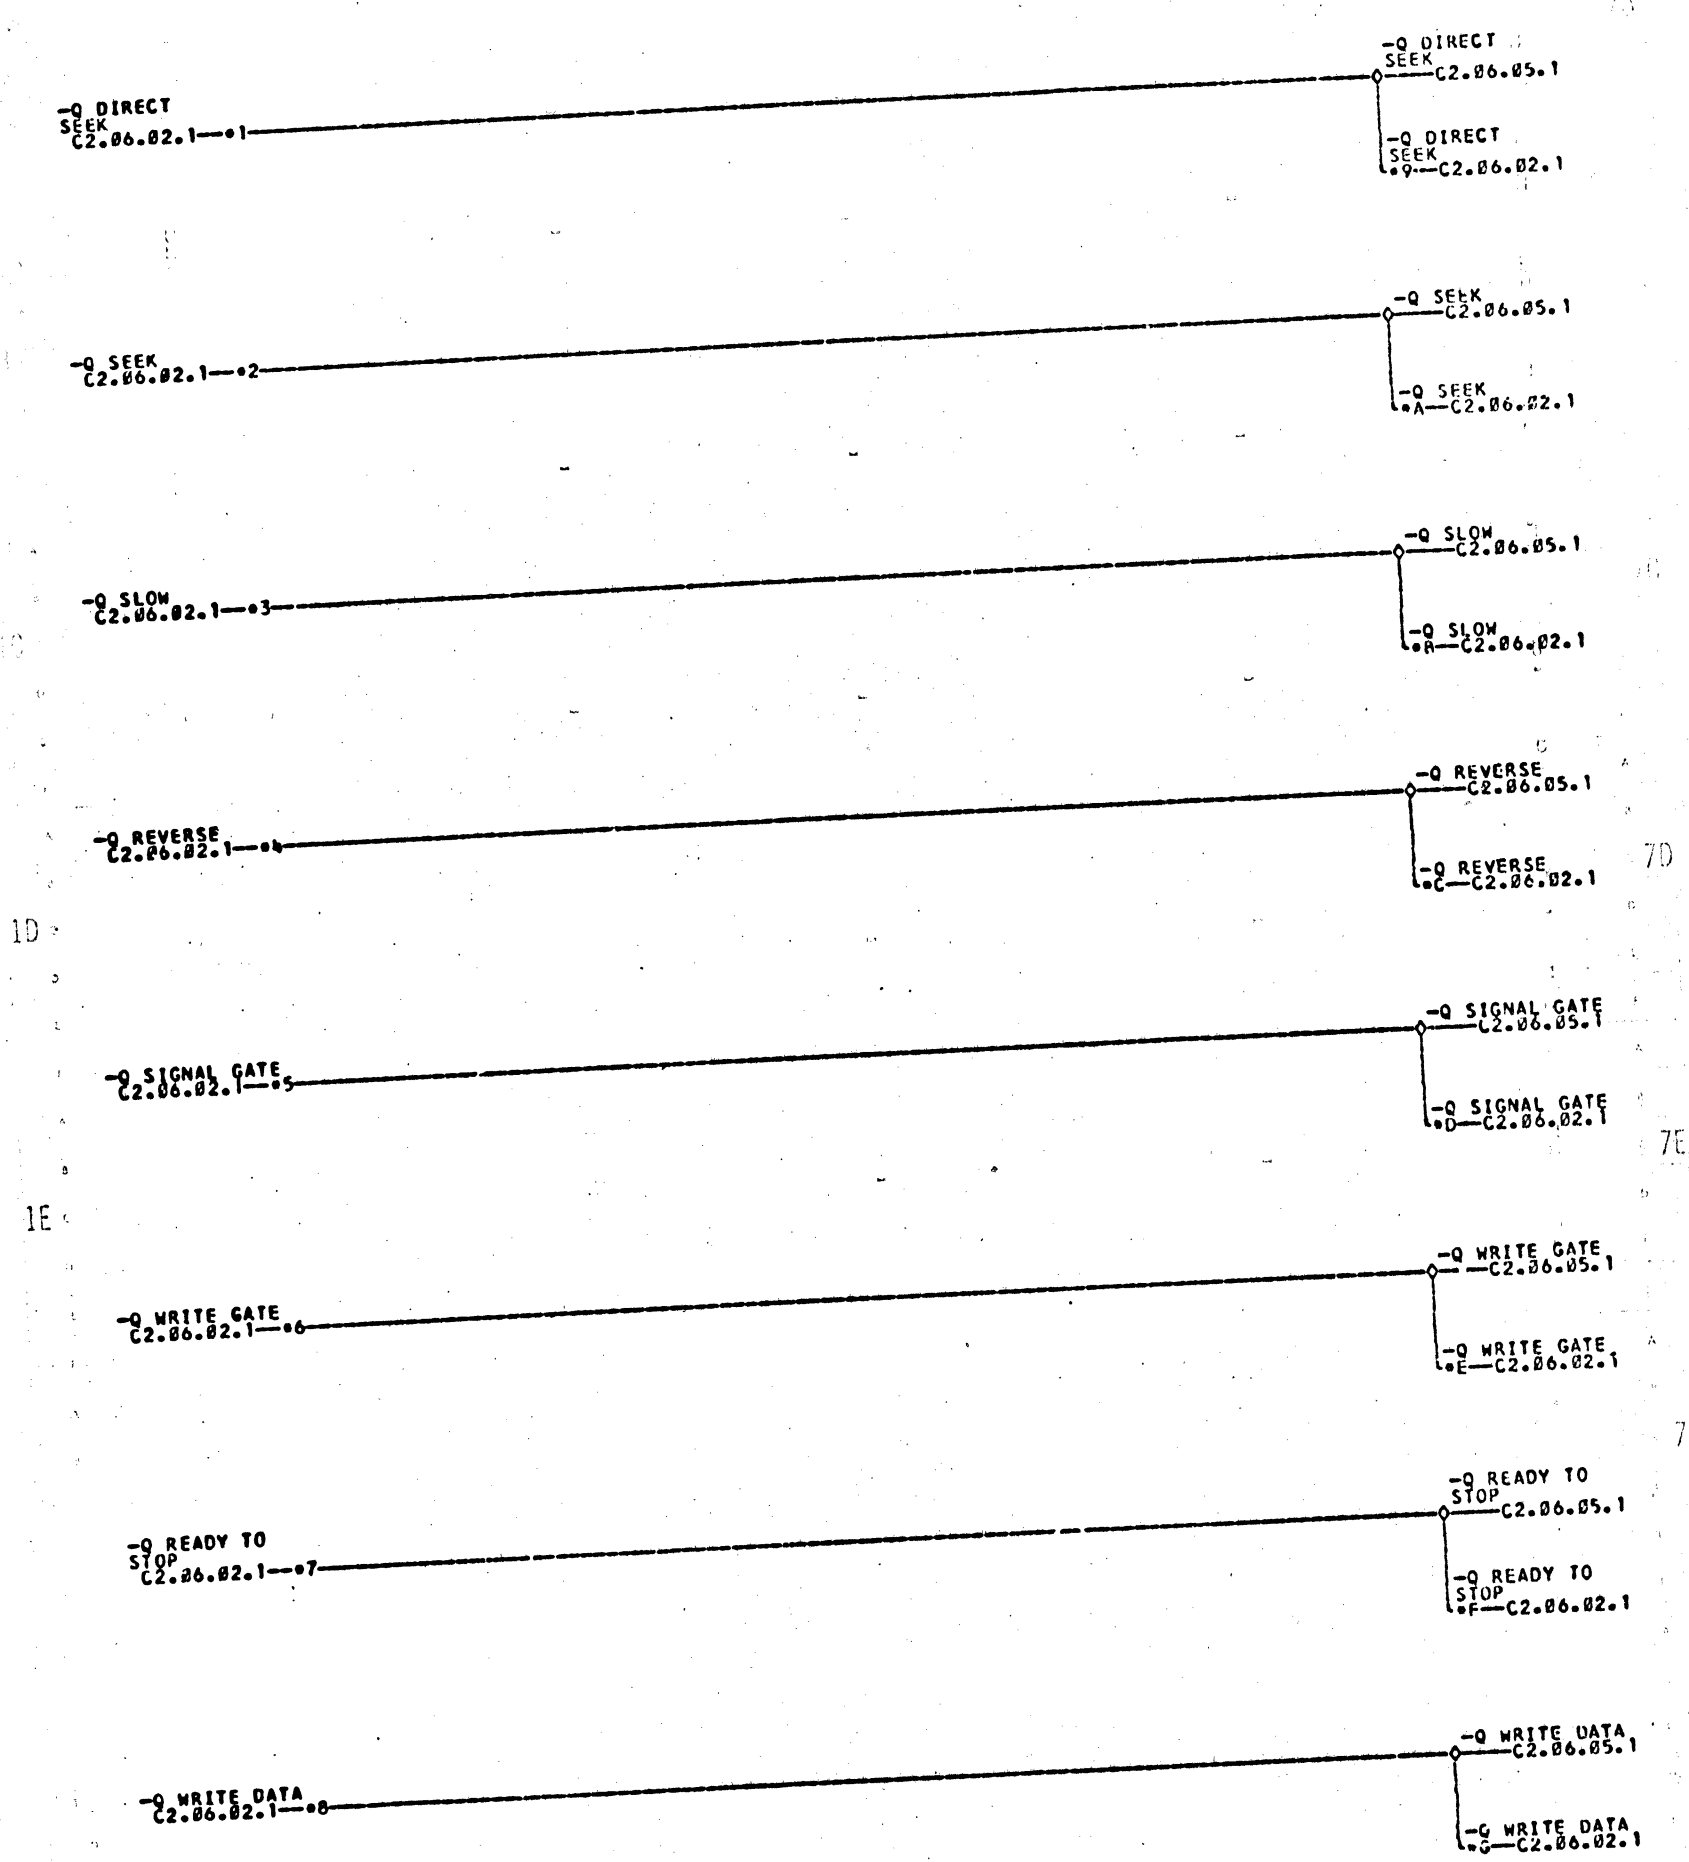 -Q DIRECT
SEEK
C2.06.05.1
-Q DIRECT
SEEK
C2.06.02.1—*1
-Q DIRECT
SEEK
*9—C2.06.02.1
-Q SEEK
C2.06.05.1
-Q SEEK
C2.06.02.1—*2
-Q SEEK
*A—C2.06.02.1
-Q SLOW
C2.06.05.1
-Q SLOW
C2.06.02.1—*3
-Q SLOW
*B—C2.06.02.1
-Q REVERSE
C2.06.05.1
-Q REVERSE
C2.06.02.1—*4
7D
-Q REVERSE
*C—C2.06.02.1
1D
-Q SIGNAL GATE
C2.06.05.1
-Q SIGNAL GATE
C2.06.02.1—*5
-Q SIGNAL GATE
*D—C2.06.02.1
7E
1E
-Q WRITE GATE
C2.06.05.1
-Q WRITE GATE
C2.06.02.1—*6
-Q WRITE GATE
*E—C2.06.02.1
7
-Q READY TO
STOP
C2.06.05.1
-Q READY TO
STOP
C2.06.02.1—*7
-Q READY TO
STOP
*F—C2.06.02.1
-Q WRITE DATA
C2.06.05.1
-Q WRITE DATA
C2.06.02.1—*8
-Q WRITE DATA
*G—C2.06.02.1